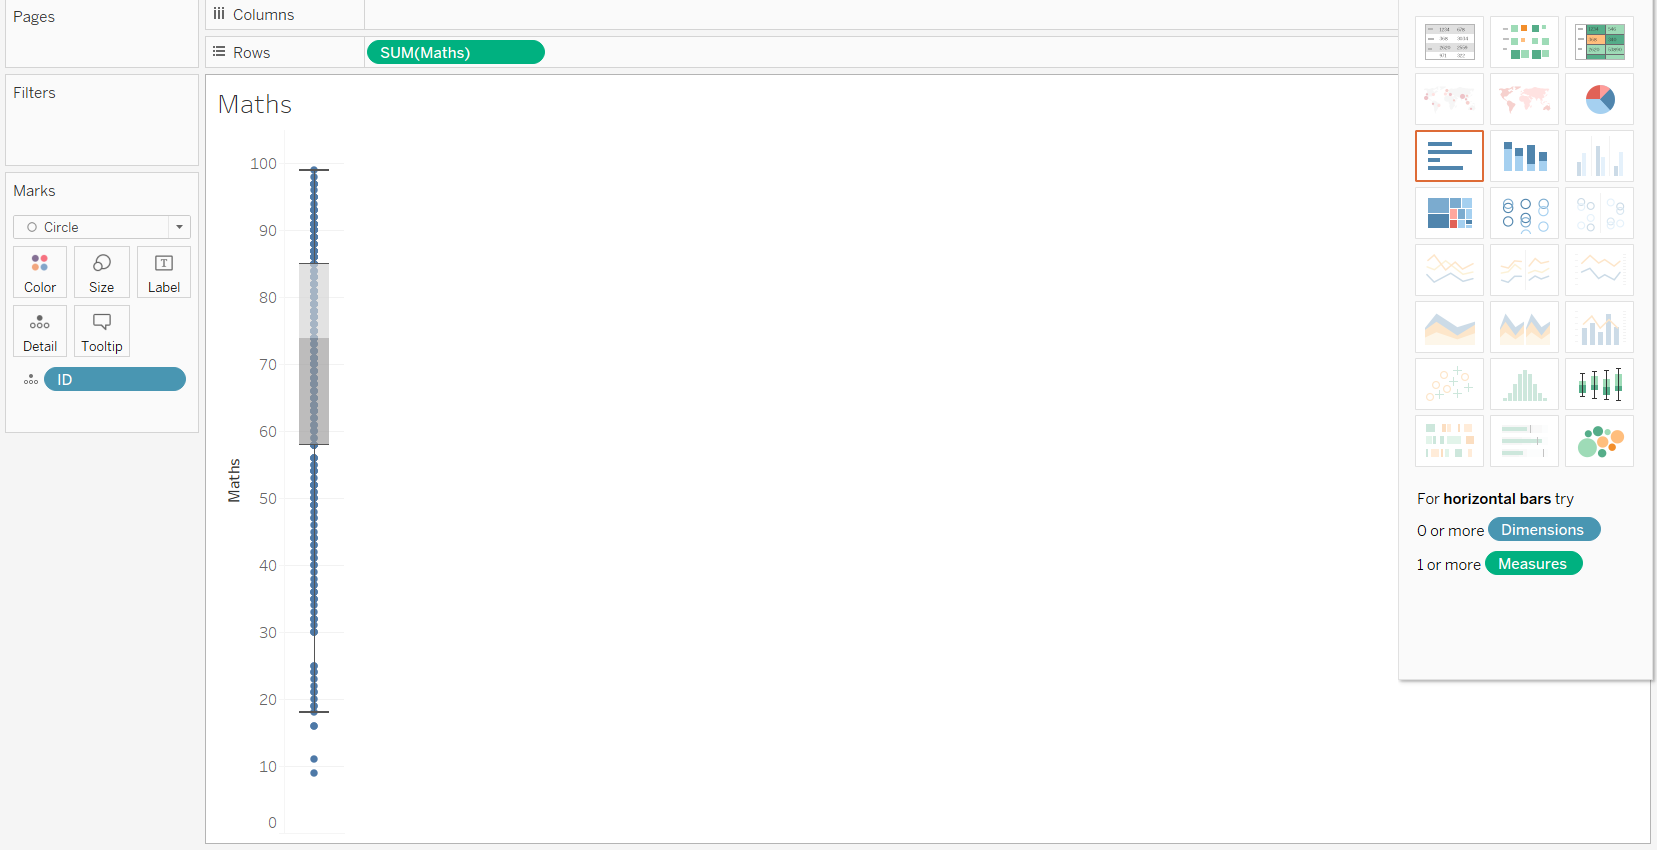 Pages
Columns
Rows
SUM(Maths)
Filters
Marks
Circle
Color
Size
Label
Detail
Tooltip
ID
Maths
100
90
80
70
60
50
40
30
20
10
0
Maths
For horizontal bars try
0 or more Dimensions
1 or more Measures